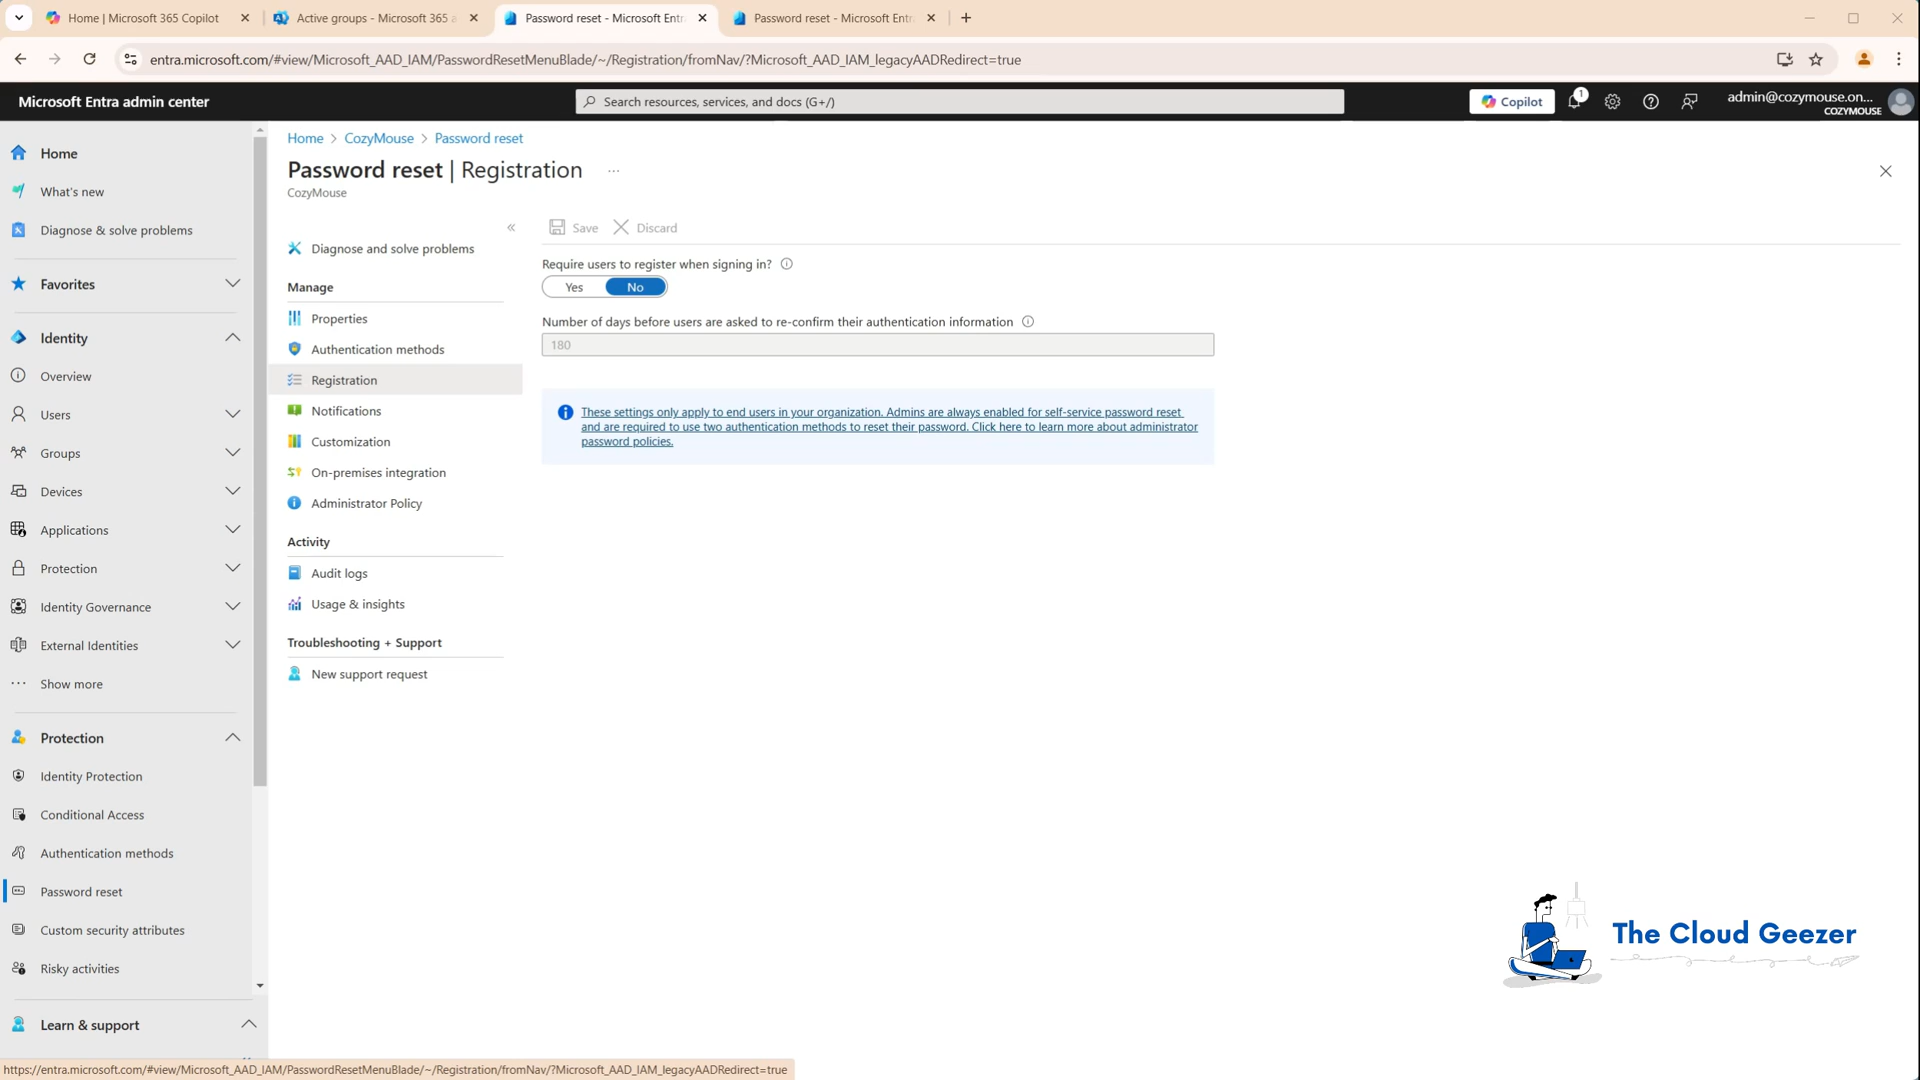 Home | Microsoft 365 Copilot
Active groups - Microsoft 365 a
Password reset - Microsoft Entr
Password reset - Microsoft Entr
entra.microsoft.com/#view/Microsoft_AAD_IAM/PasswordResetMenuBlade/~/Registration/fromNav/?Microsoft_AAD_IAM_legacyAADRedirect=true
Microsoft Entra admin center
Search resources, services, and docs (G+/)
Copilot
1
admin@cozymouse.on...
COZYMOUSE
Home
What's new
Diagnose & solve problems
Favorites
Identity
Overview
Users
Groups
Devices
Applications
Protection
Identity Governance
External Identities
Show more
Protection
Identity Protection
Conditional Access
Authentication methods
Password reset
Custom security attributes
Risky activities
Learn & support
Home > CozyMouse > Password reset
Password reset | Registration
CozyMouse
Diagnose and solve problems
Manage
Properties
Authentication methods
Registration
Notifications
Customization
On-premises integration
Administrator Policy
Activity
Audit logs
Usage & insights
Troubleshooting + Support
New support request
Save
Discard
Require users to register when signing in?
Yes
No
Number of days before users are asked to re-confirm their authentication information
180
These settings only apply to end users in your organization. Admins are always enabled for self-service password reset
and are required to use two authentication methods to reset their password. Click here to learn more about administrator
password policies.
The Cloud Geezer
https://entra.microsoft.com/#view/Microsoft_AAD_IAM/PasswordResetMenuBlade/~/Registration/fromNav/?Microsoft_AAD_IAM_legacyAADRedirect=true